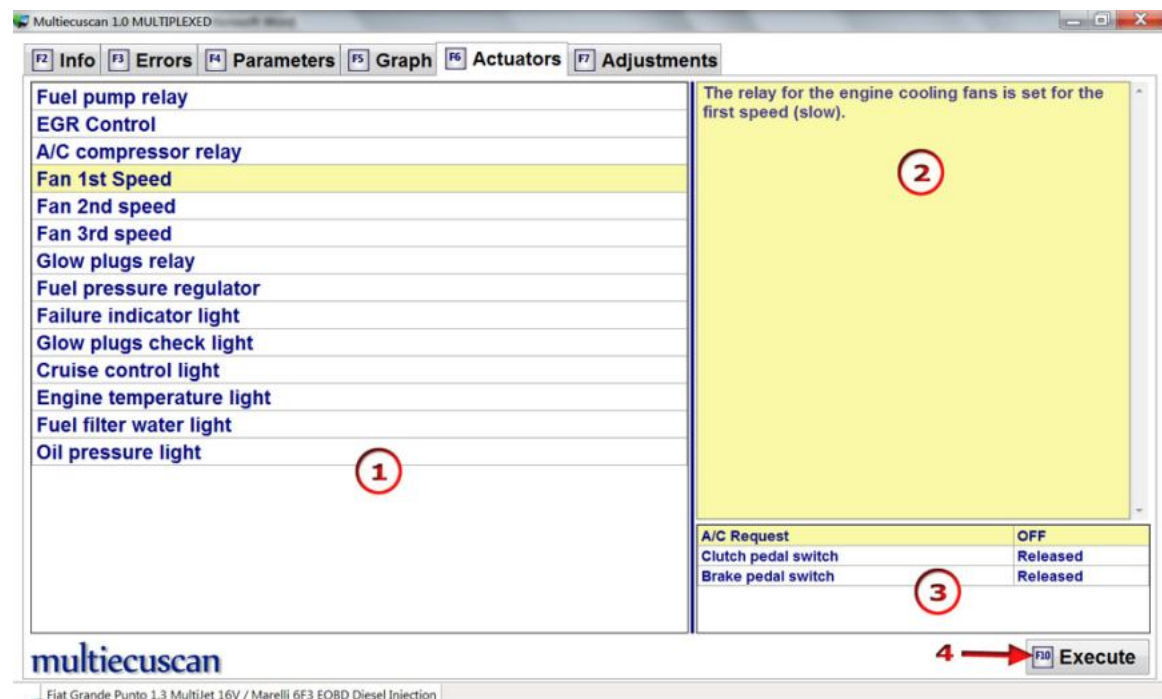 Multiecuscan 1.0 MULTIPLEXED
F2 Info F3 Errors F4 Parameters F5 Graph F6 Actuators F7 Adjustments
Fuel pump relay
EGR Control
A/C compressor relay
Fan 1st Speed
Fan 2nd speed
Fan 3rd speed
Glow plugs relay
Fuel pressure regulator
Failure indicator light
Glow plugs check light
Cruise control light
Engine temperature light
Fuel filter water light
Oil pressure light
1
The relay for the engine cooling fans is set for the
first speed (slow).
2
A/C Request OFF
Clutch pedal switch Released
Brake pedal switch Released
3
multiecuscan
4 F10 Execute
Fiat Grande Punto 1.3 MultiJet 16V / Marelli 6F3 EOBD Diesel Injection